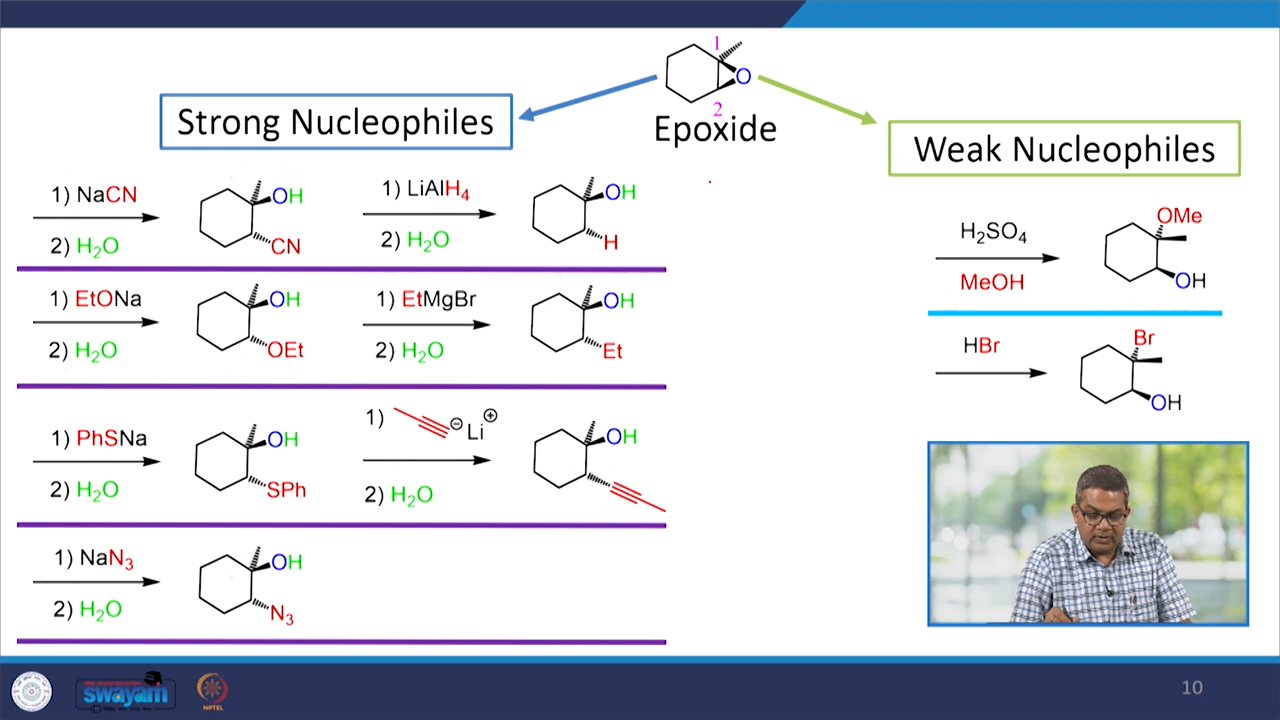 1
O
2
Epoxide
Strong Nucleophiles
Weak Nucleophiles
1) NaCN
2) H₂O
OH
CN
1) LiAlH₄
2) H₂O
OH
H
1) EtONa
2) H₂O
OH
OEt
1) EtMgBr
2) H₂O
OH
Et
1) PhSNa
2) H₂O
OH
SPh
1) ⊖ Li⊕
2) H₂O
OH
1) NaN₃
2) H₂O
OH
N₃
H₂SO₄
MeOH
OMe
OH
HBr
Br
OH
swayam
NPTEL
10